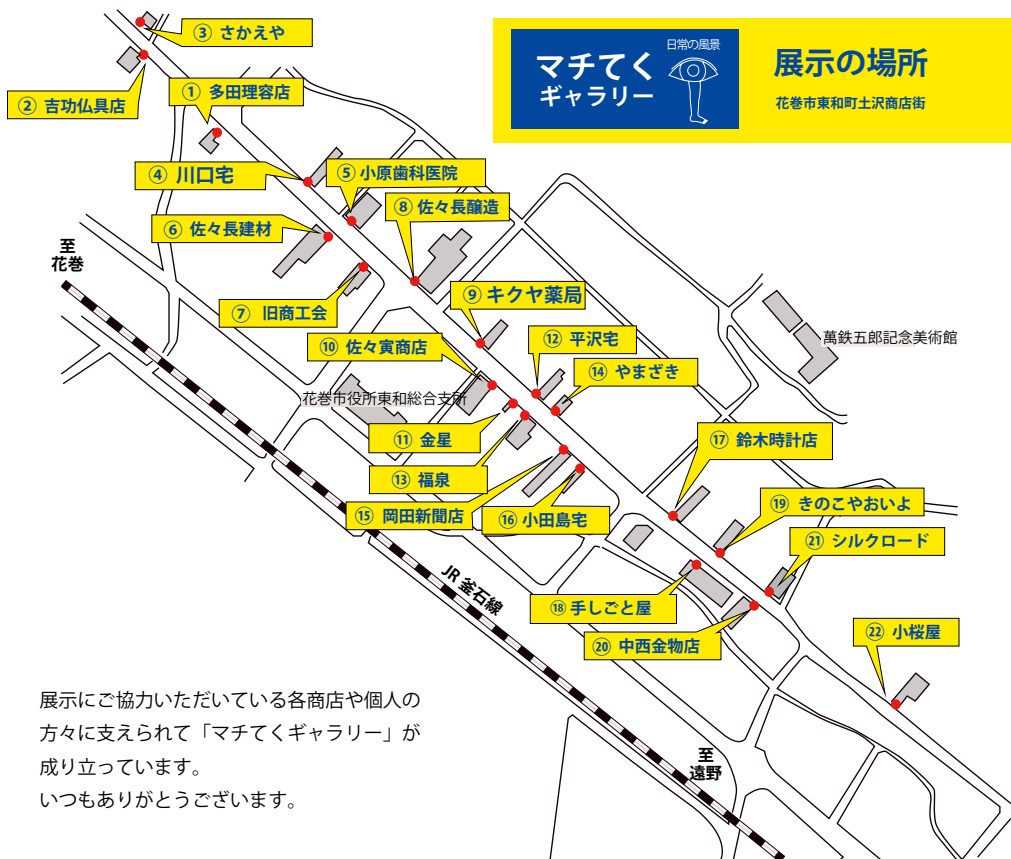 日常の風景
マチてく
ギャラリー
展示の場所
花巻市東和町土沢商店街
③ さかえや
② 吉功仏具店
① 多田理容店
④ 川口宅
⑤ 小原歯科医院
⑥ 佐々長建材
⑧ 佐々長醸造
至
花巻
⑦ 旧商工会
⑨ キクヤ薬局
⑩ 佐々寅商店
⑫ 平沢宅
萬鉄五郎記念美術館
⑭ やまざき
花巻市役所東和総合支所
⑪ 金星
⑬ 福泉
⑰ 鈴木時計店
⑮ 岡田新聞店
⑯ 小田島宅
⑲ きのこやおいよ
㉑ シルクロード
JR 釜石線
⑱ 手しごと屋
⑳ 中西金物店
㉒ 小桜屋
至
遠野
展示にご協力いただいている各商店や個人の
方々に支えられて「マチてくギャラリー」が
成り立っています。
いつもありがとうございます。